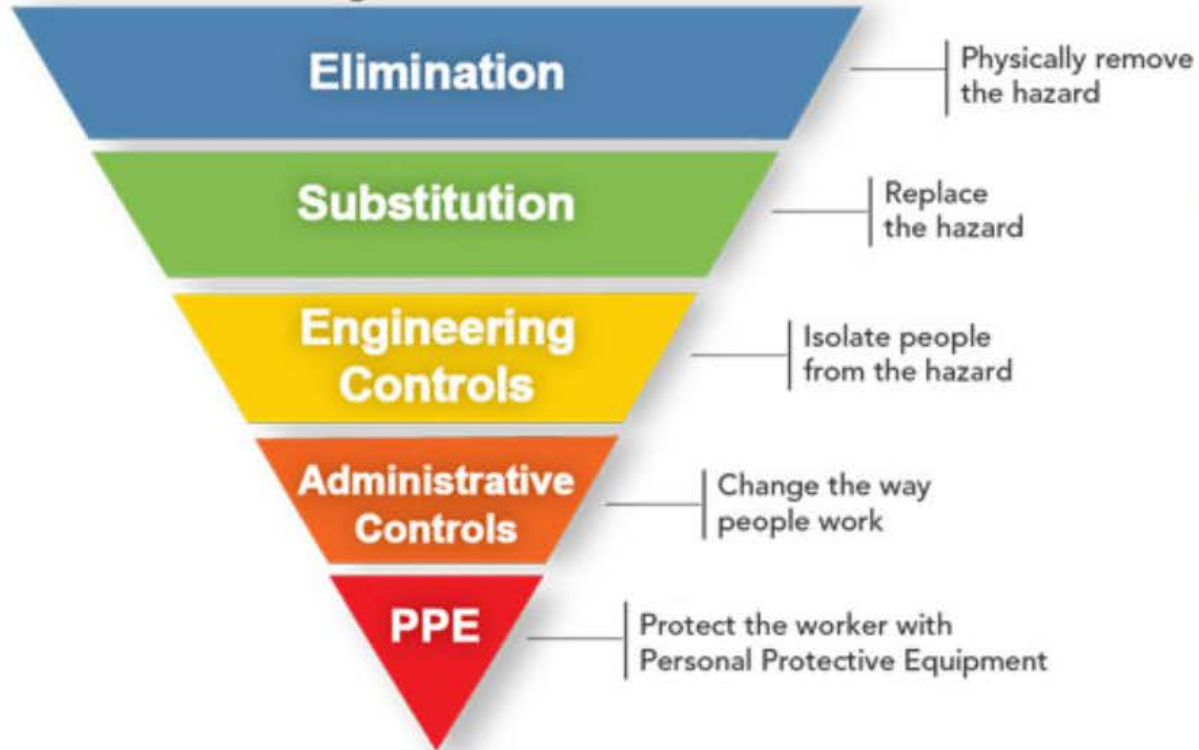 Elimination
Physically remove
the hazard
Substitution
Replace
the hazard
Engineering
Controls
Isolate people
from the hazard
Administrative
Controls
Change the way
people work
PPE
Protect the worker with
Personal Protective Equipment